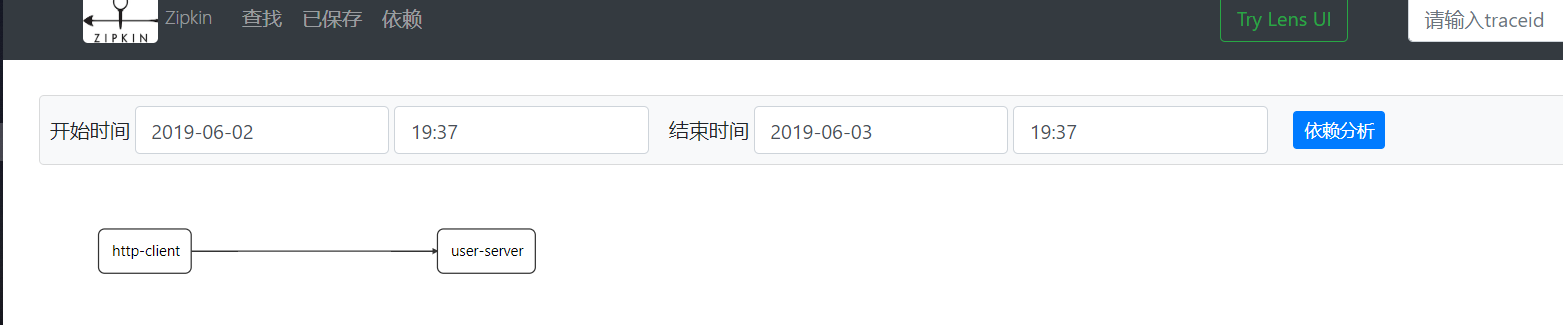 ZIPKIN Zipkin 查找 已保存 依赖 Try Lens UI 请输入traceid
开始时间 2019-06-02 19:37 结束时间 2019-06-03 19:37 依赖分析
http-client user-server